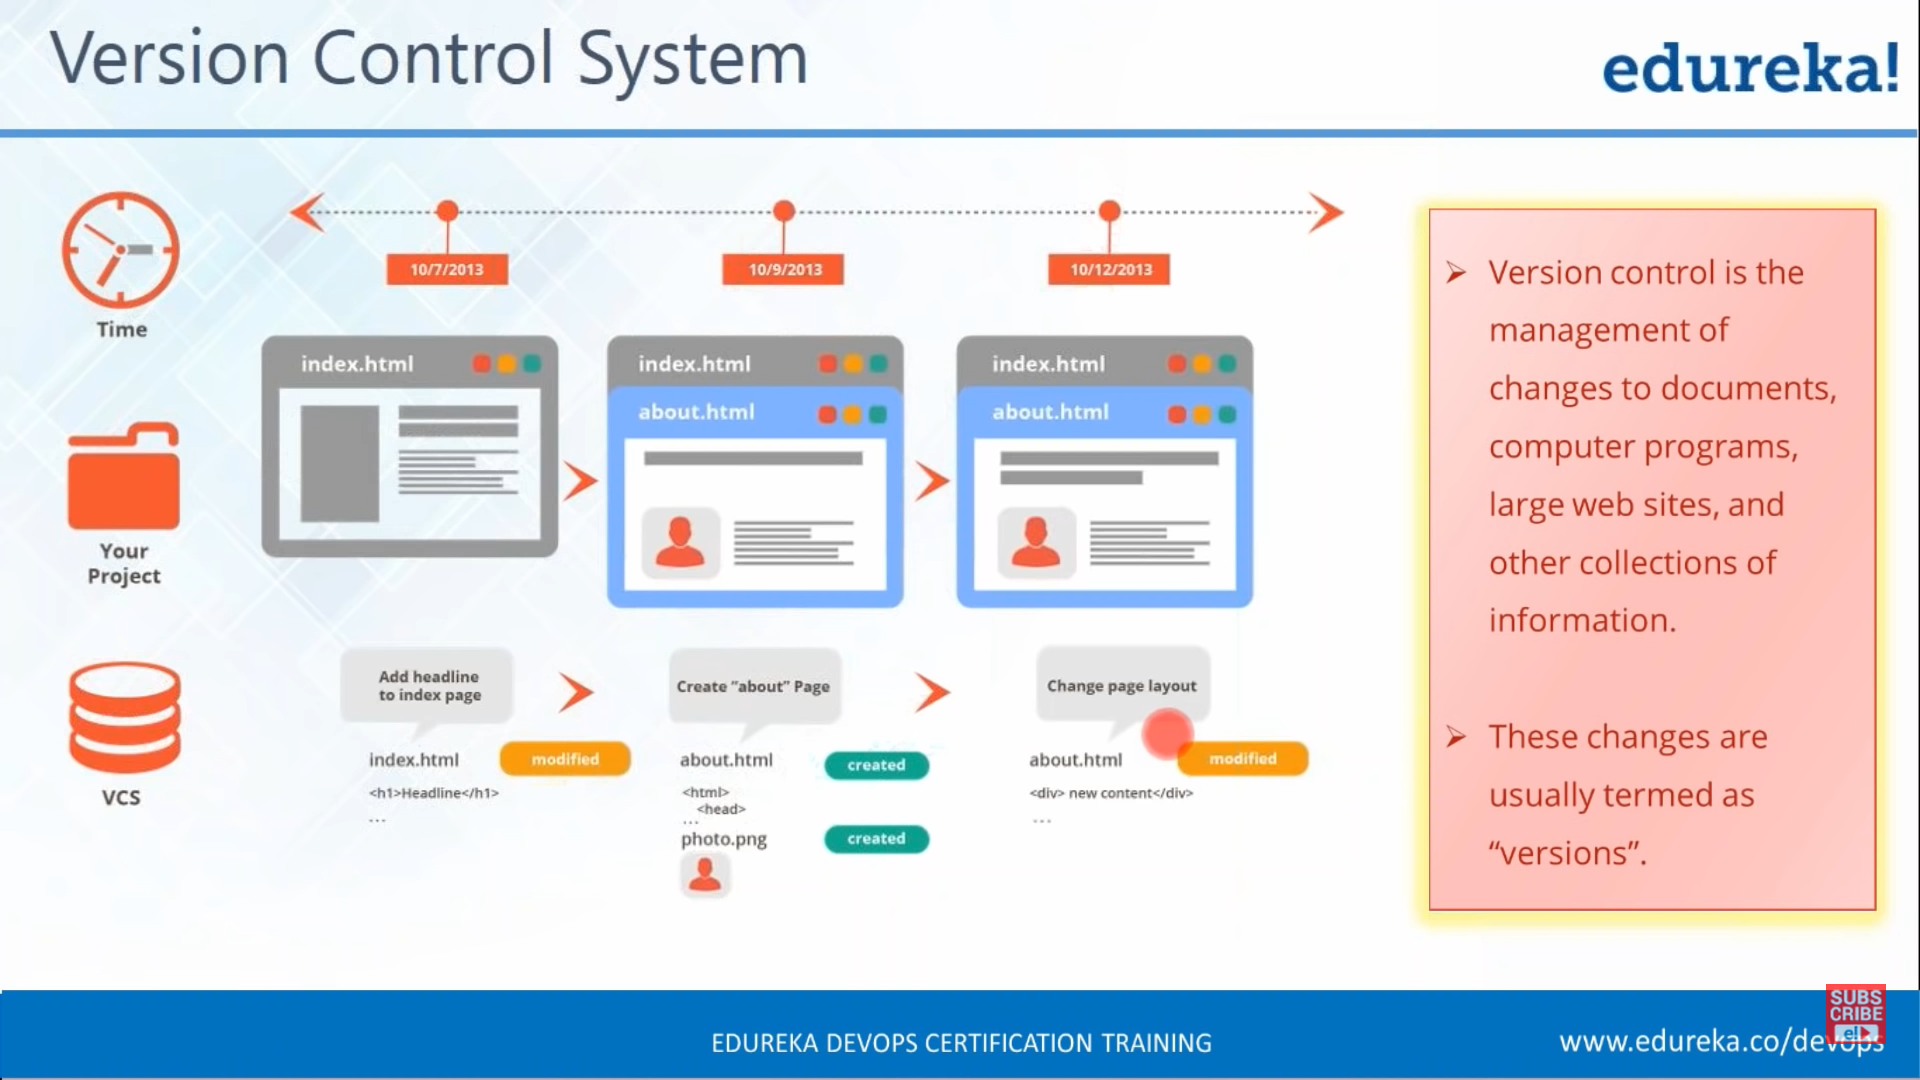 Version Control System
edureka!
10/7/2013
10/9/2013
10/12/2013
Time
index.html
index.html
about.html
index.html
about.html
Your
Project
Add headline
to index page
Create “about” Page
Change page layout
VCS
index.html
modified
<h1>Headline</h1>
...
about.html
created
<html>
<head>
...
photo.png
created
about.html
modified
<div> new content</div>
...
➢ Version control is the
management of
changes to documents,
computer programs,
large web sites, and
other collections of
information.
➢ These changes are
usually termed as
“versions”.
EDUREKA DEVOPS CERTIFICATION TRAINING
www.edureka.co/devops
SUBS
CRIBE
e!